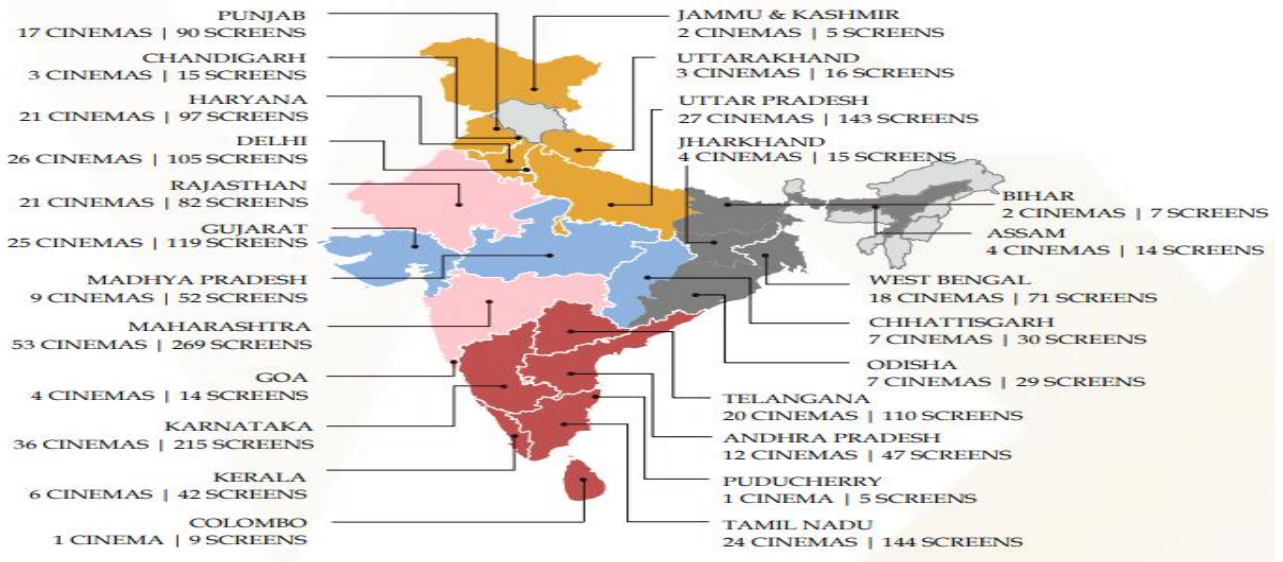 PUNJAB
17 CINEMAS | 90 SCREENS
CHANDIGARH
3 CINEMAS | 15 SCREENS
HARYANA
21 CINEMAS | 97 SCREENS
DELHI
26 CINEMAS | 105 SCREENS
RAJASTHAN
21 CINEMAS | 82 SCREENS
GUJARAT
25 CINEMAS | 119 SCREENS
MADHYA PRADESH
9 CINEMAS | 52 SCREENS
MAHARASHTRA
53 CINEMAS | 269 SCREENS
GOA
4 CINEMAS | 14 SCREENS
KARNATAKA
36 CINEMAS | 215 SCREENS
KERALA
6 CINEMAS | 42 SCREENS
COLOMBO
1 CINEMA | 9 SCREENS
JAMMU & KASHMIR
2 CINEMAS | 5 SCREENS
UTTARAKHAND
3 CINEMAS | 16 SCREENS
UTTAR PRADESH
27 CINEMAS | 143 SCREENS
JHARKHAND
4 CINEMAS | 15 SCREENS
BIHAR
2 CINEMAS | 7 SCREENS
ASSAM
4 CINEMAS | 14 SCREENS
WEST BENGAL
18 CINEMAS | 71 SCREENS
CHHATTISGARH
7 CINEMAS | 30 SCREENS
ODISHA
7 CINEMAS | 29 SCREENS
TELANGANA
20 CINEMAS | 110 SCREENS
ANDHRA PRADESH
12 CINEMAS | 47 SCREENS
PUDUCHERRY
1 CINEMA | 5 SCREENS
TAMIL NADU
24 CINEMAS | 144 SCREENS